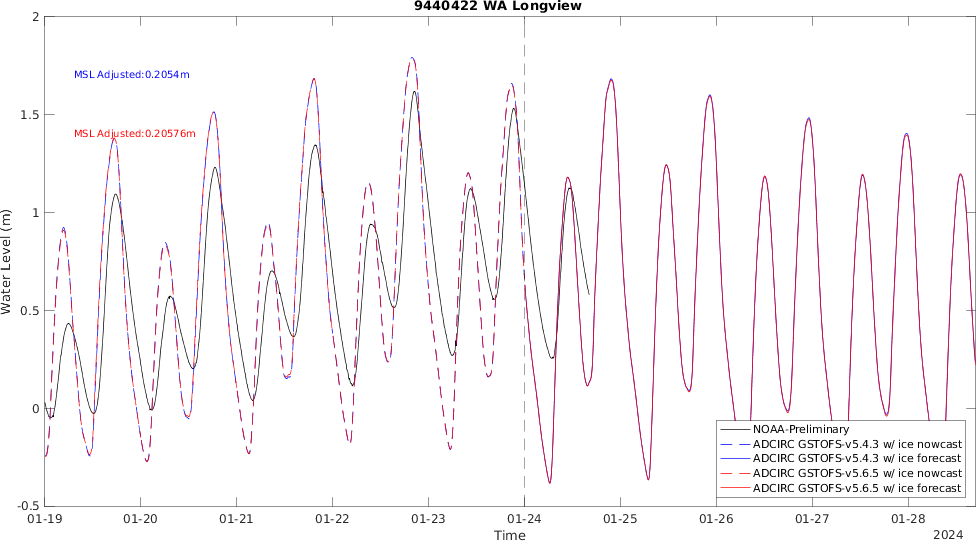 9440422 WA Longview
2
MSL Adjusted:0.2054m
1.5
MSL Adjusted:0.20576m
1
Water Level (m)
0.5
0
NOAA-Preliminary
ADCIRC GSTOFS-v5.4.3 w/ ice nowcast
ADCIRC GSTOFS-v5.4.3 w/ ice forecast
ADCIRC GSTOFS-v5.6.5 w/ ice nowcast
ADCIRC GSTOFS-v5.6.5 w/ ice forecast
-0.5
01-19 01-20 01-21 01-22 01-23 01-24 01-25 01-26 01-27 01-28
Time
2024